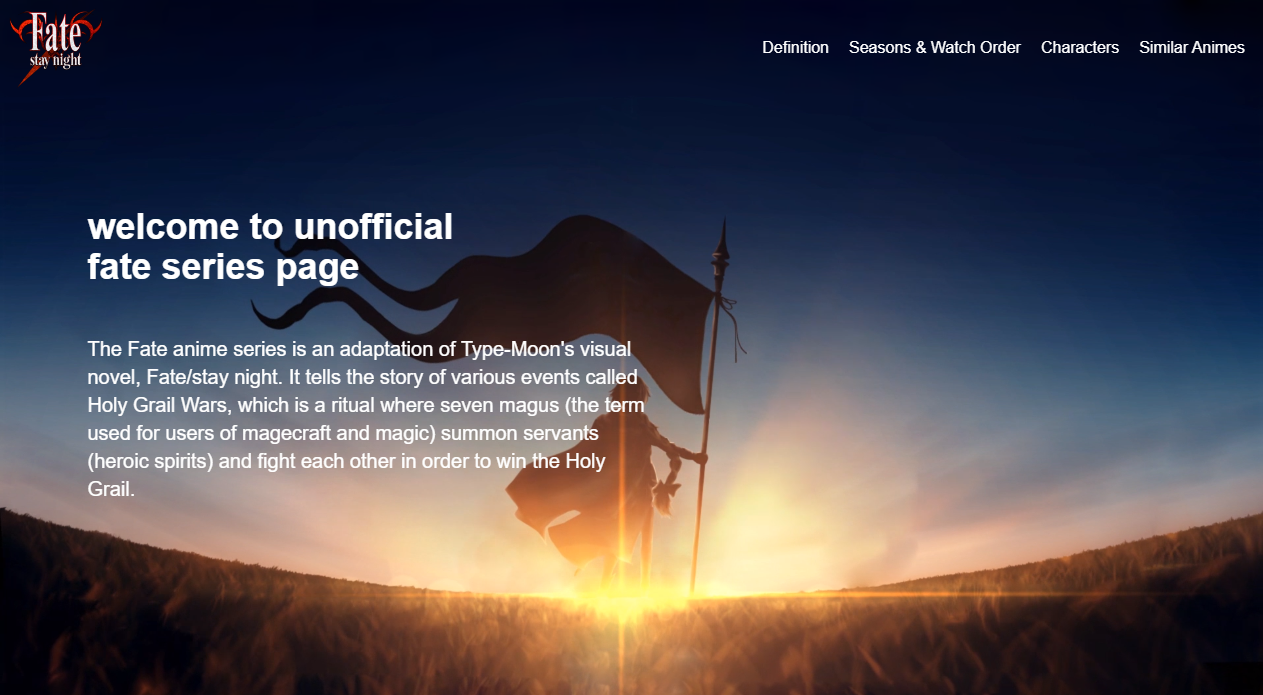 Fate
stay night
Definition Seasons & Watch Order Characters Similar Animes
welcome to unofficial
fate series page
The Fate anime series is an adaptation of Type-Moon's visual
novel, Fate/stay night. It tells the story of various events called
Holy Grail Wars, which is a ritual where seven magus (the term
used for users of magecraft and magic) summon servants
(heroic spirits) and fight each other in order to win the Holy
Grail.